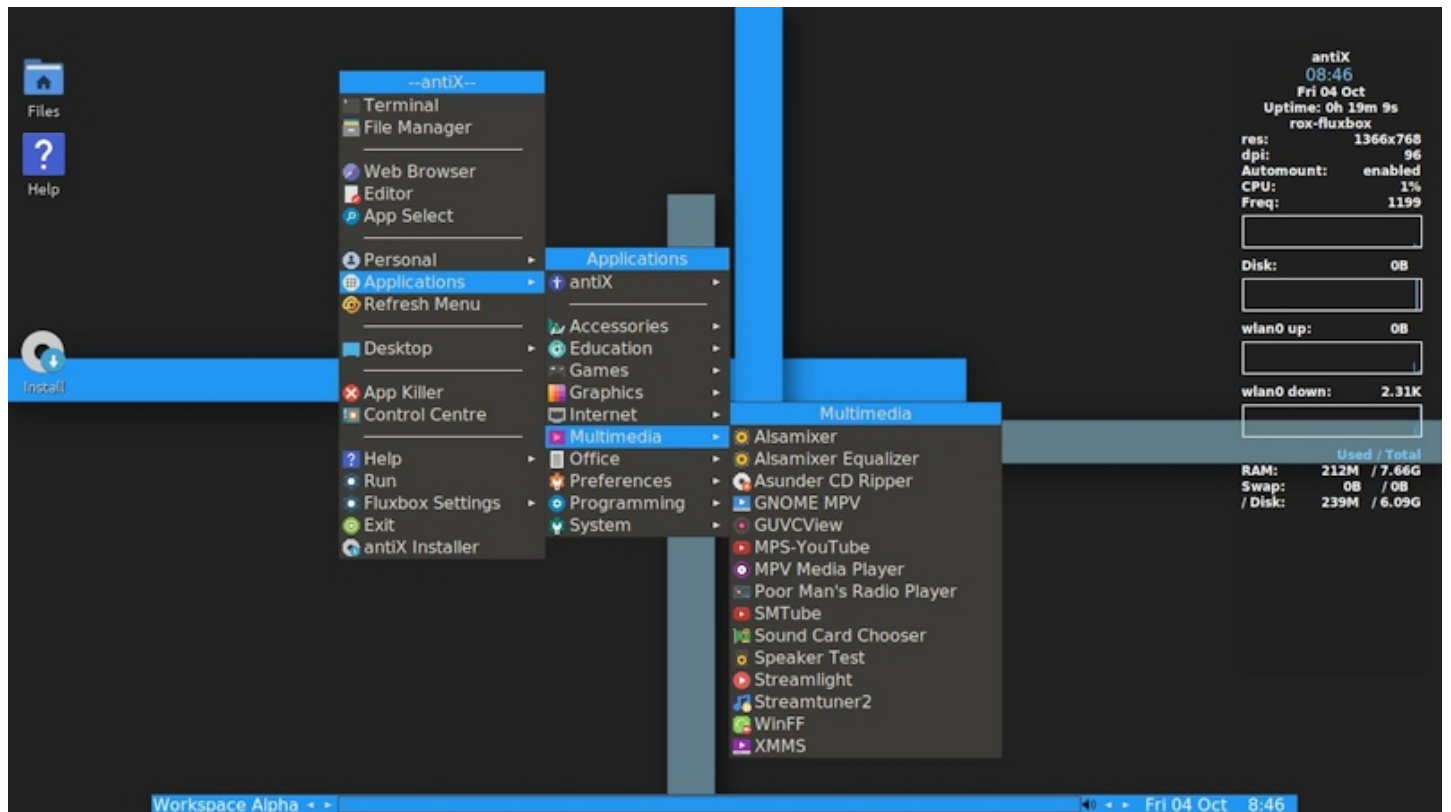 Files
Help
Install
--antiX--
Terminal
File Manager
Web Browser
Editor
App Select
Personal
Applications
Refresh Menu
Desktop
App Killer
Control Centre
Help
Run
Fluxbox Settings
Exit
antiX Installer
Applications
antiX
Accessories
Education
Games
Graphics
Internet
Multimedia
Office
Preferences
Programming
System
Multimedia
Alsamixer
Alsamixer Equalizer
Asunder CD Ripper
GNOME MPV
GUVCView
MPS-YouTube
MPV Media Player
Poor Man's Radio Player
SMTube
Sound Card Chooser
Speaker Test
Streamlight
Streamtuner2
WinFF
XMMS
antiX
08:46
Fri 04 Oct
Uptime: 0h 19m 9s
rox-fluxbox
res: 1366x768
dpi: 96
Automount: enabled
CPU: 1%
Freq: 1199
Disk: 0B
wlan0 up: 0B
wlan0 down: 2.31K
Used / Total
RAM: 212M / 7.66G
Swap: 0B / 0B
/ Disk: 239M / 6.09G
Workspace Alpha
Fri 04 Oct 8:46